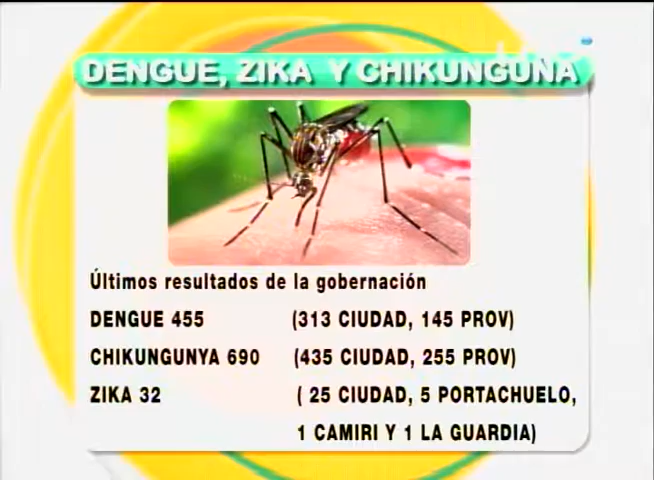 DENGUE, ZIKA Y CHIKUNGUÑA
Últimos resultados de la gobernación
DENGUE 455 (313 CIUDAD, 145 PROV)
CHIKUNGUNYA 690 (435 CIUDAD, 255 PROV)
ZIKA 32 ( 25 CIUDAD, 5 PORTACHUELO,
1 CAMIRI Y 1 LA GUARDIA)